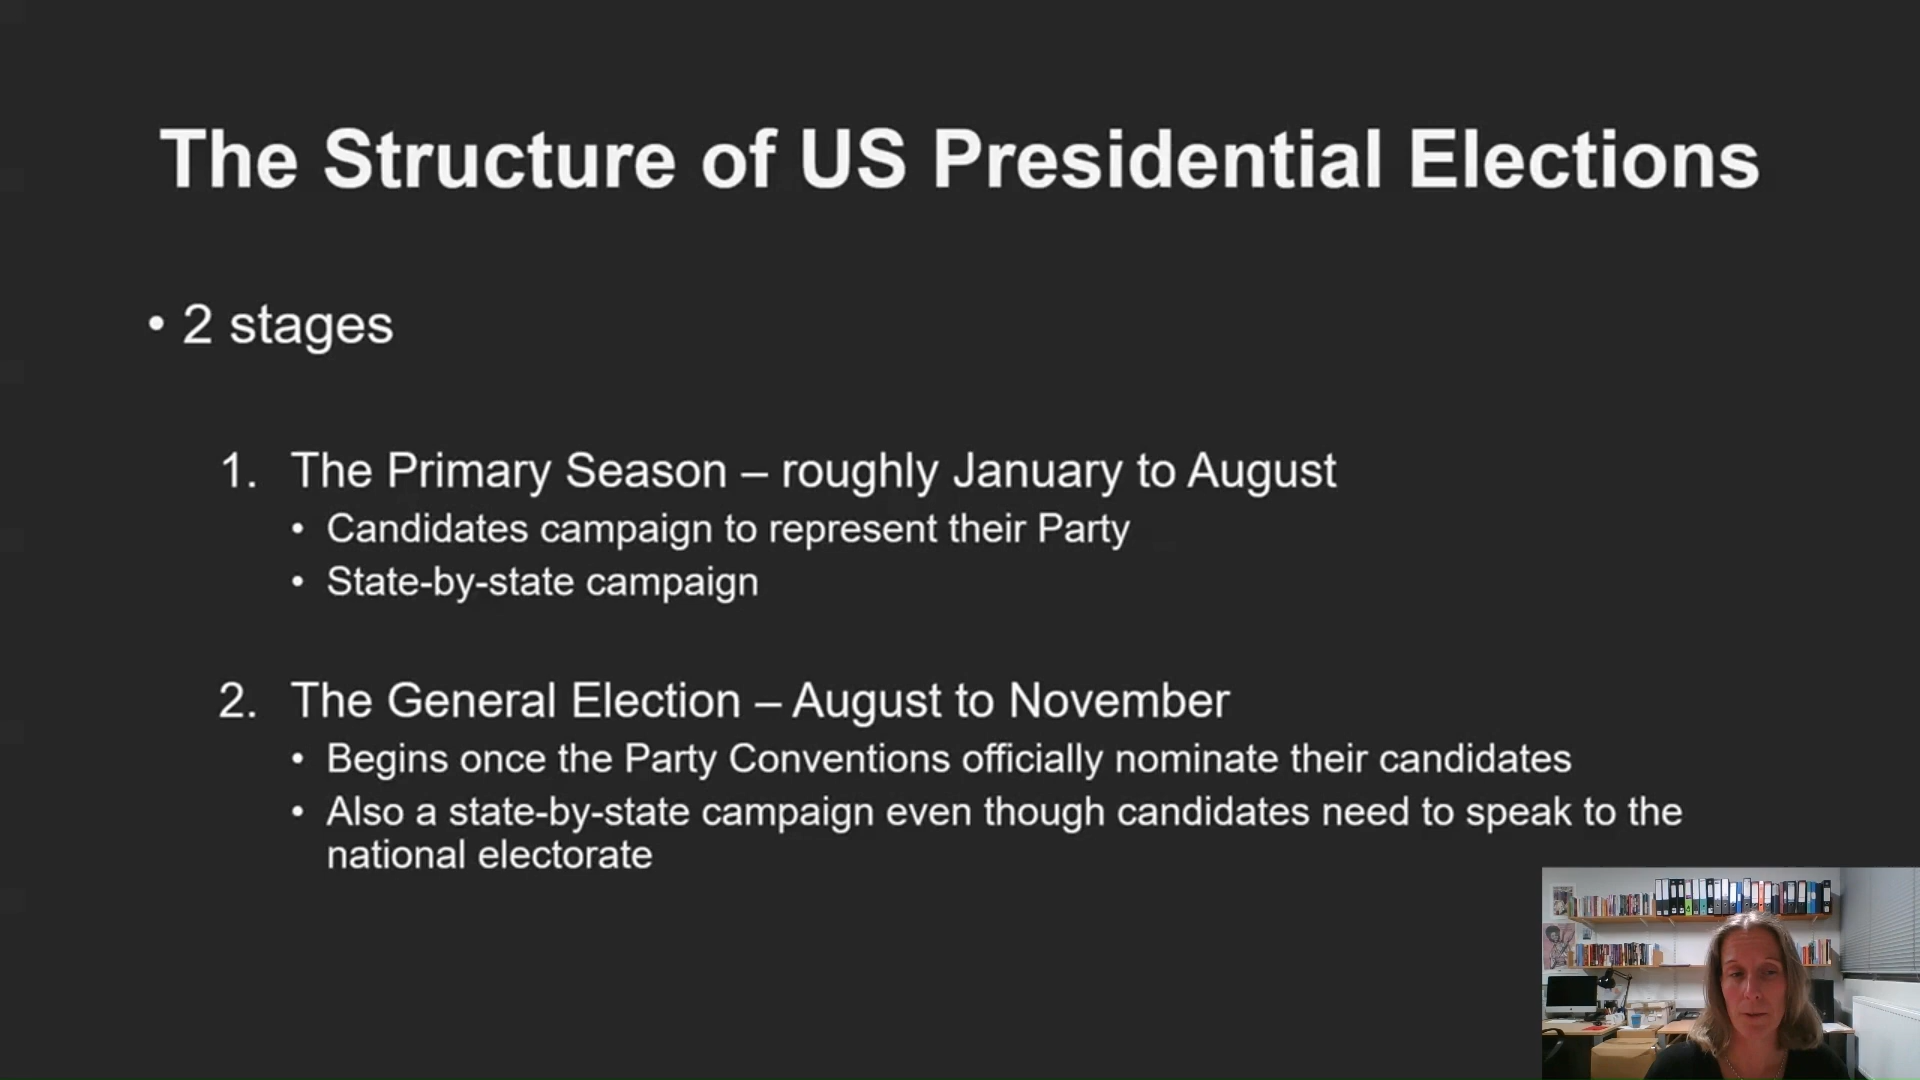 The Structure of US Presidential Elections
• 2 stages
1. The Primary Season – roughly January to August
• Candidates campaign to represent their Party
• State-by-state campaign
2. The General Election – August to November
• Begins once the Party Conventions officially nominate their candidates
• Also a state-by-state campaign even though candidates need to speak to the
national electorate